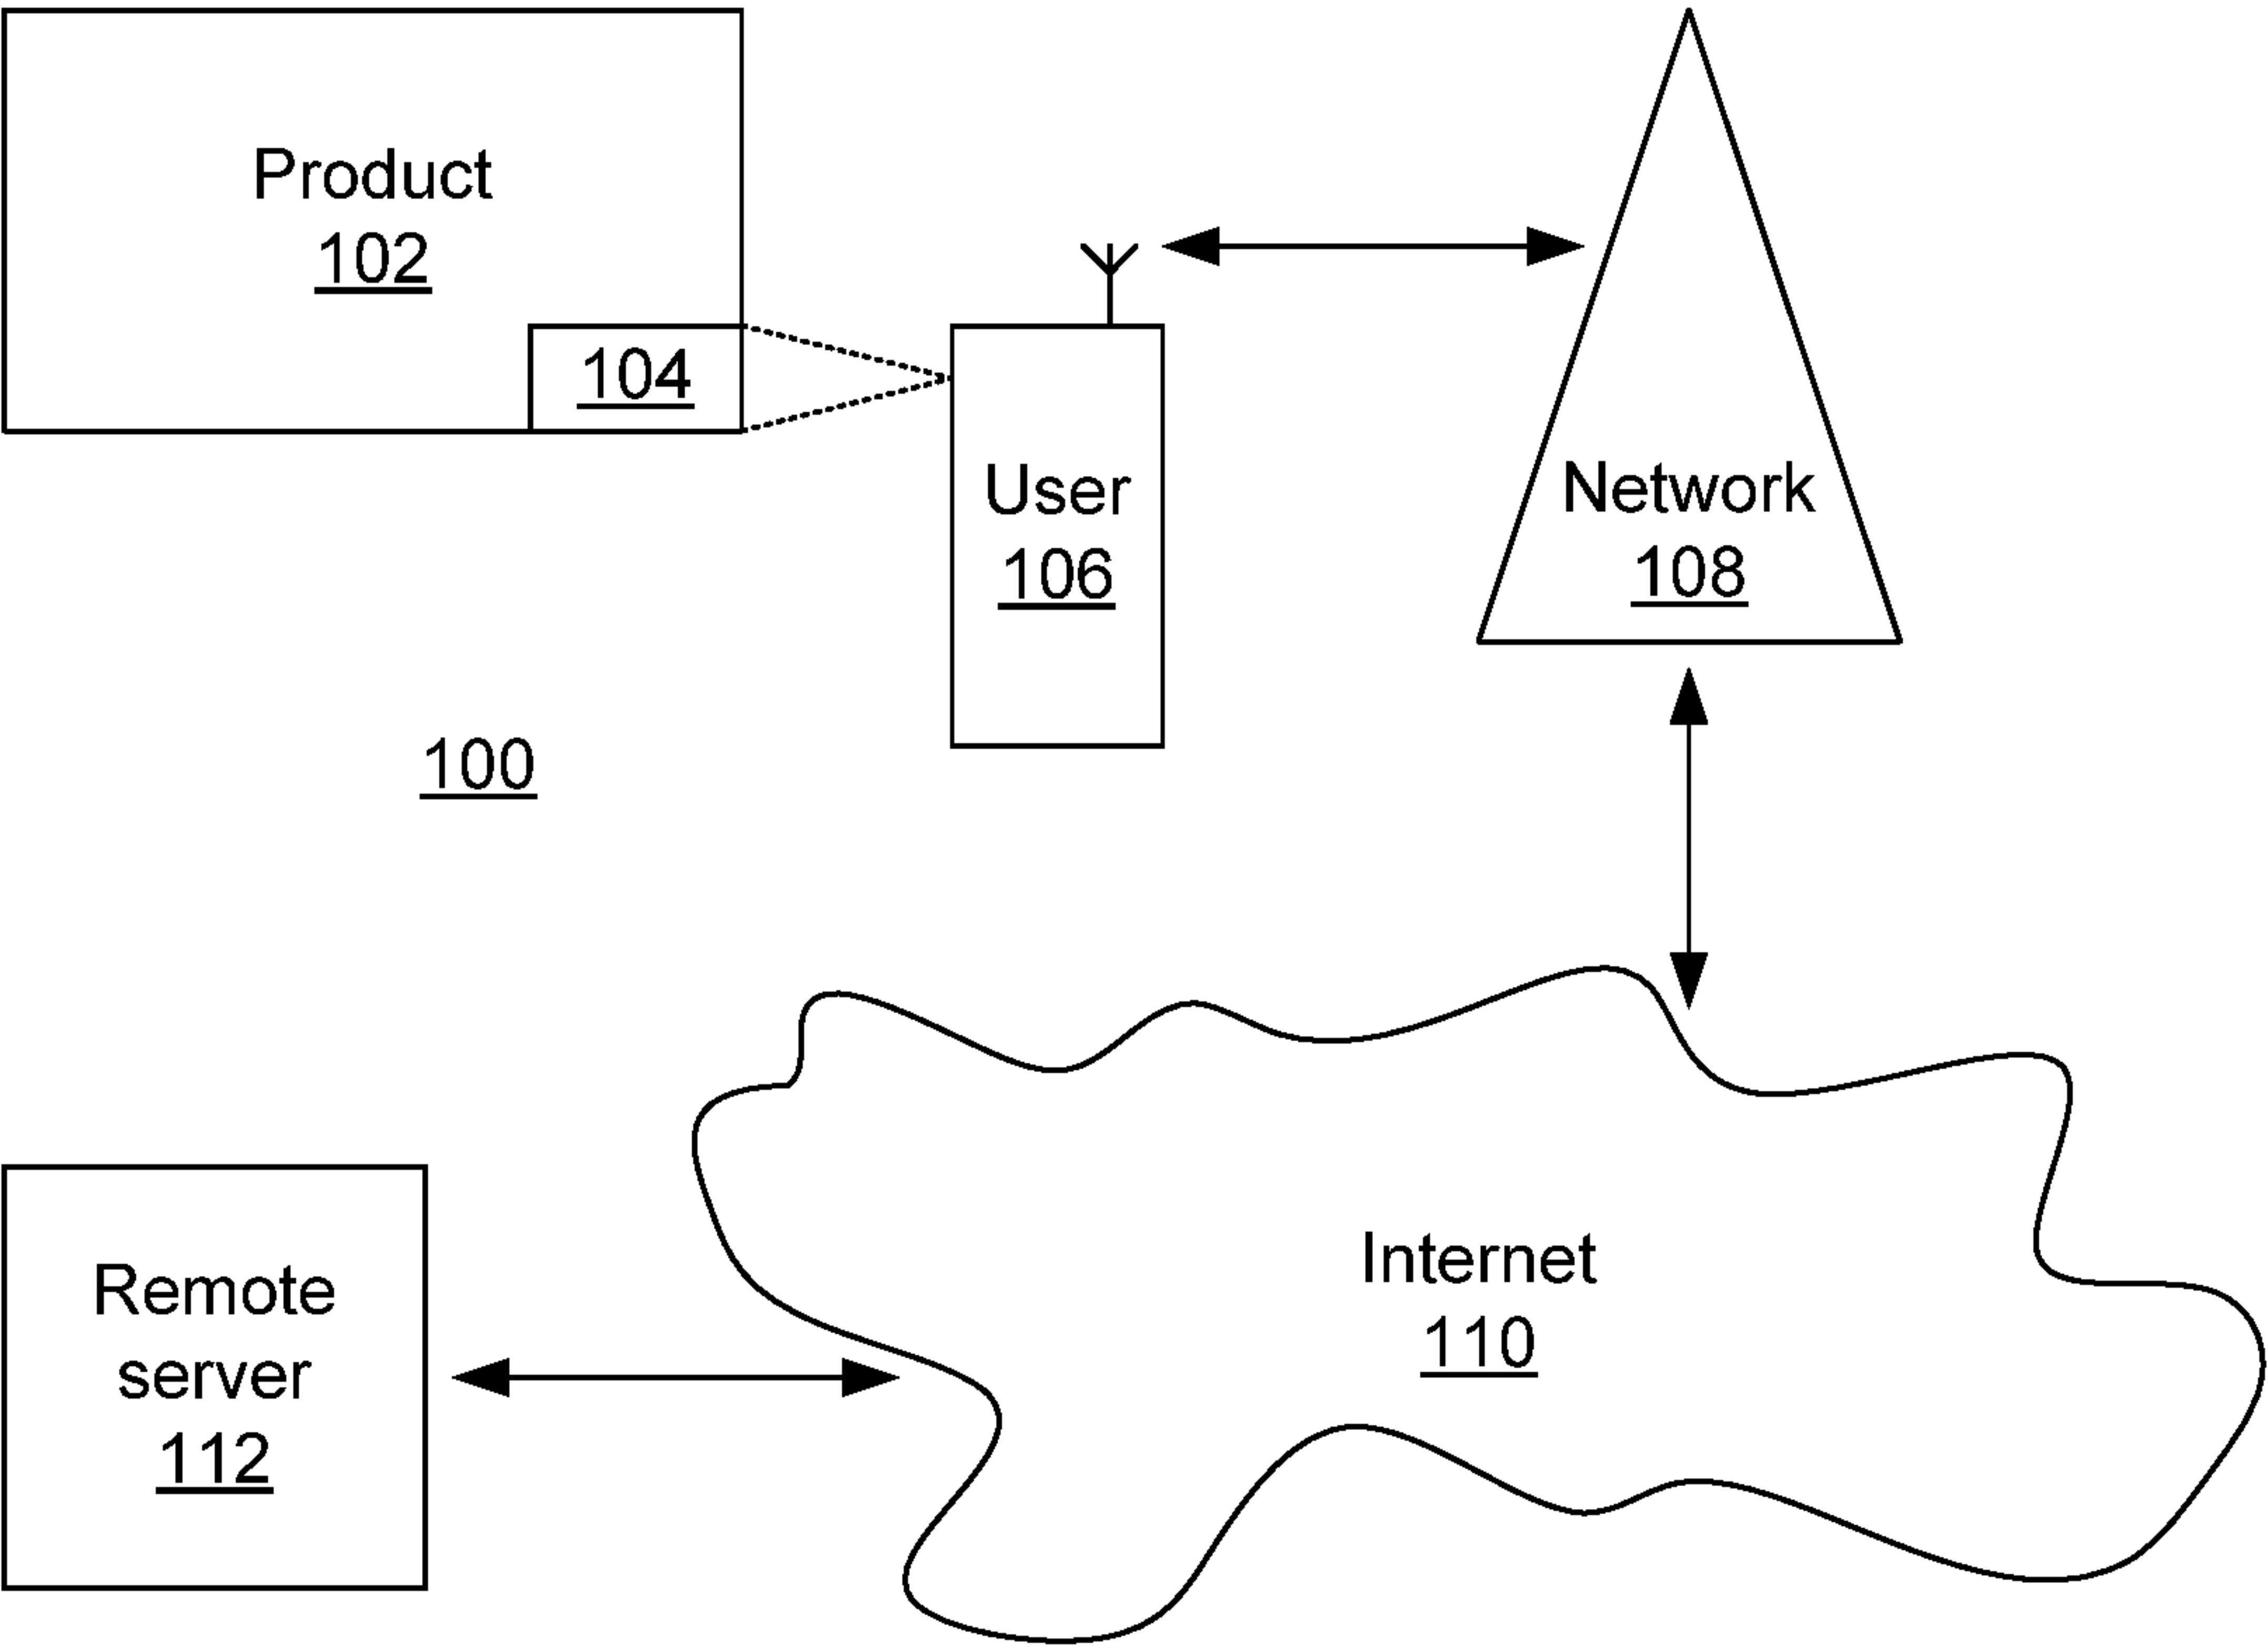 Product
102
104
User
106
Network
108
100
Internet
110
Remote
server
112